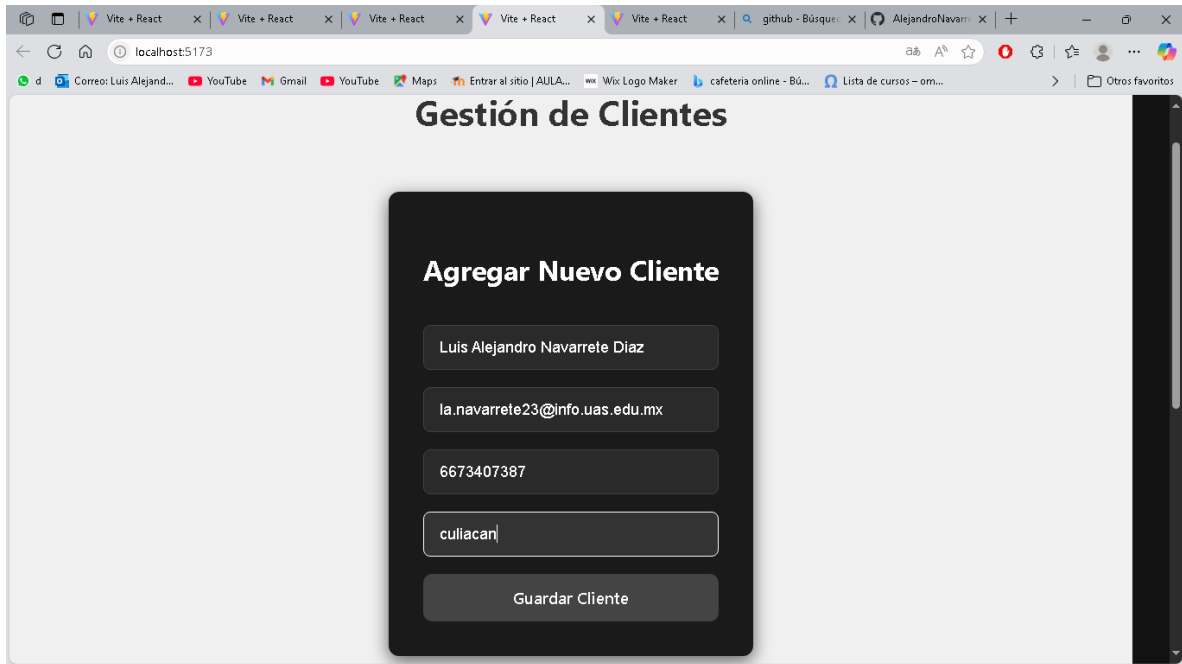 Vite + React
Vite + React
Vite + React
Vite + React
Vite + React
github - Búsque
AlejandroNavarr
localhost:5173
d
Correo: Luis Alejand...
YouTube
Gmail
YouTube
Maps
Entrar al sitio | AULA...
WIX
Wix Logo Maker
cafeteria online - Bú...
Lista de cursos – om...
Otros favoritos
Gestión de Clientes
Agregar Nuevo Cliente
Luis Alejandro Navarrete Diaz
la.navarrete23@info.uas.edu.mx
6673407387
culiacan
Guardar Cliente